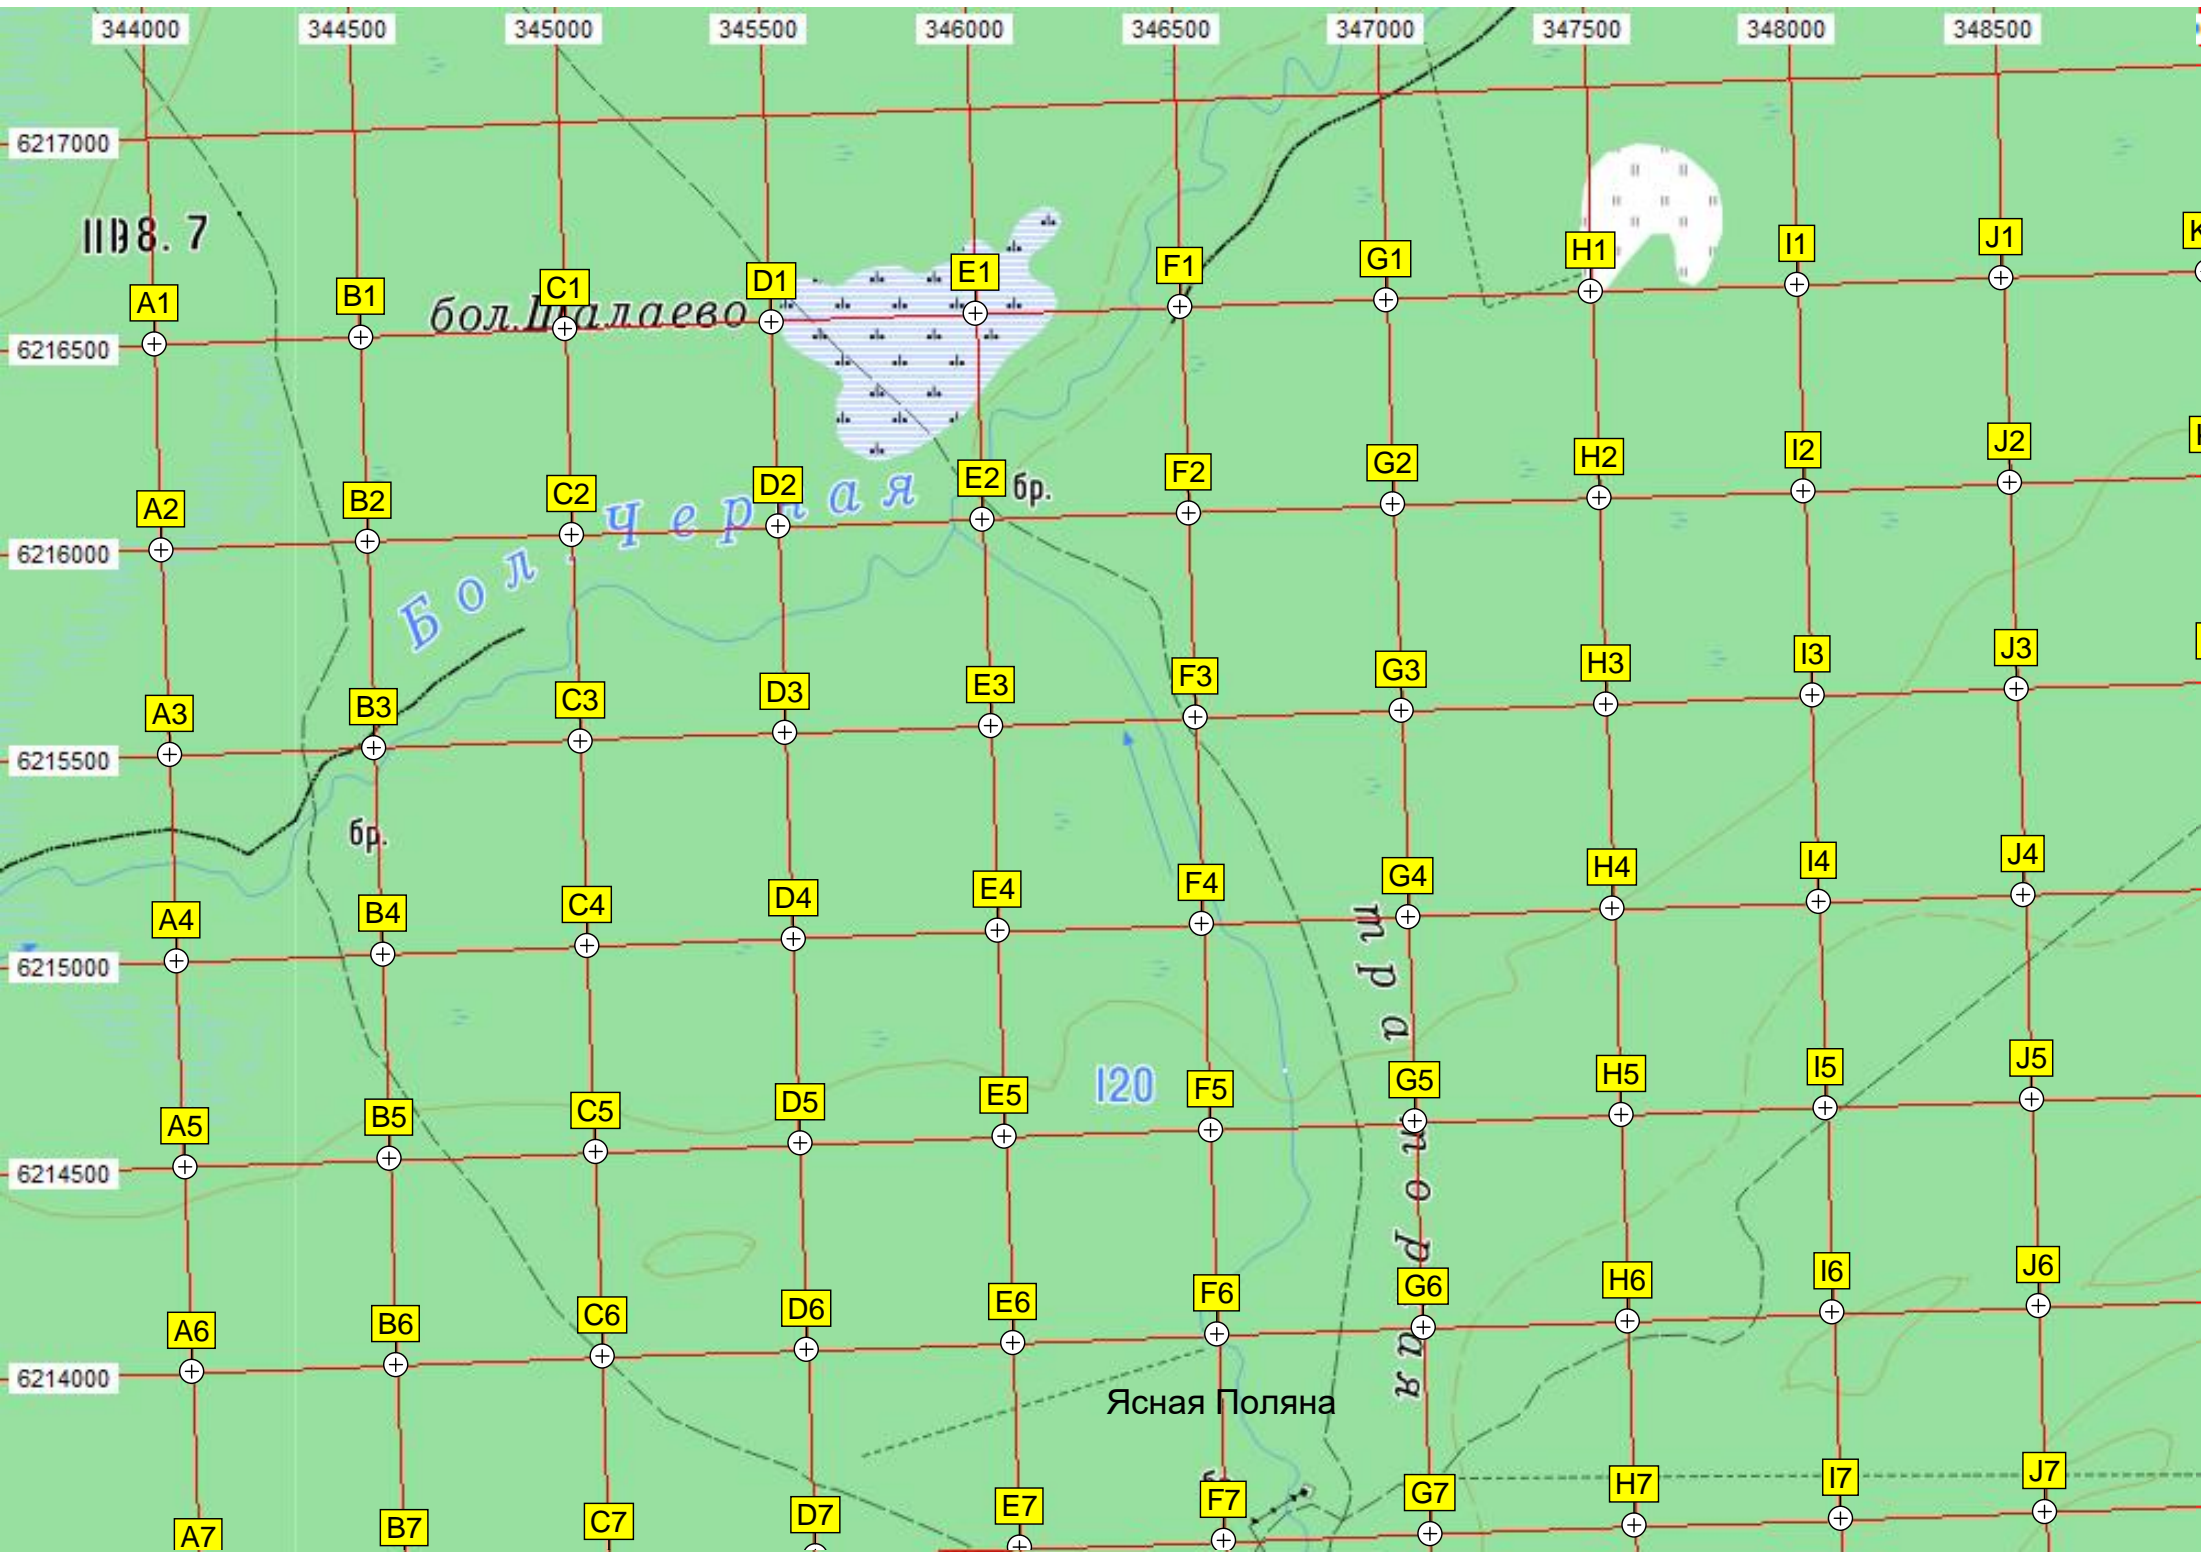 344000 344500 345000 345500 346000 346500 347000 347500 348000 348500
6217000
8.7
A1 B1 C1 D1 E1 F1 G1 H1 I1 J1
бол. Шалаево
6216500
A2 B2 C2 D2 E2 F2 G2 H2 I2 J2
бр.
Бол. Черная
6216000
A3 B3 C3 D3 E3 F3 G3 H3 I3 J3
6215500
бр.
A4 B4 C4 D4 E4 F4 G4 H4 I4 J4
6215000
120
A5 B5 C5 D5 E5 F5 G5 H5 I5 J5
6214500
A6 B6 C6 D6 E6 F6 G6 H6 I6 J6
6214000
Ясная Поляна
A7 B7 C7 D7 E7 F7 G7 H7 I7 J7